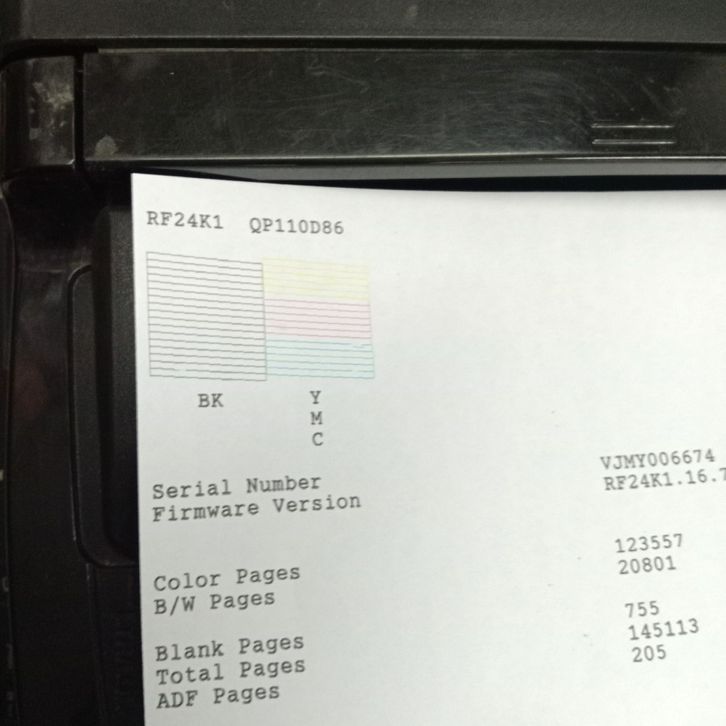 RF24K1 QP110D86
BK
Y
M
C
Serial Number VJMY006674
Firmware Version RF24K1.16.7
Color Pages 123557
B/W Pages 20801
Blank Pages 755
Total Pages 145113
ADF Pages 205